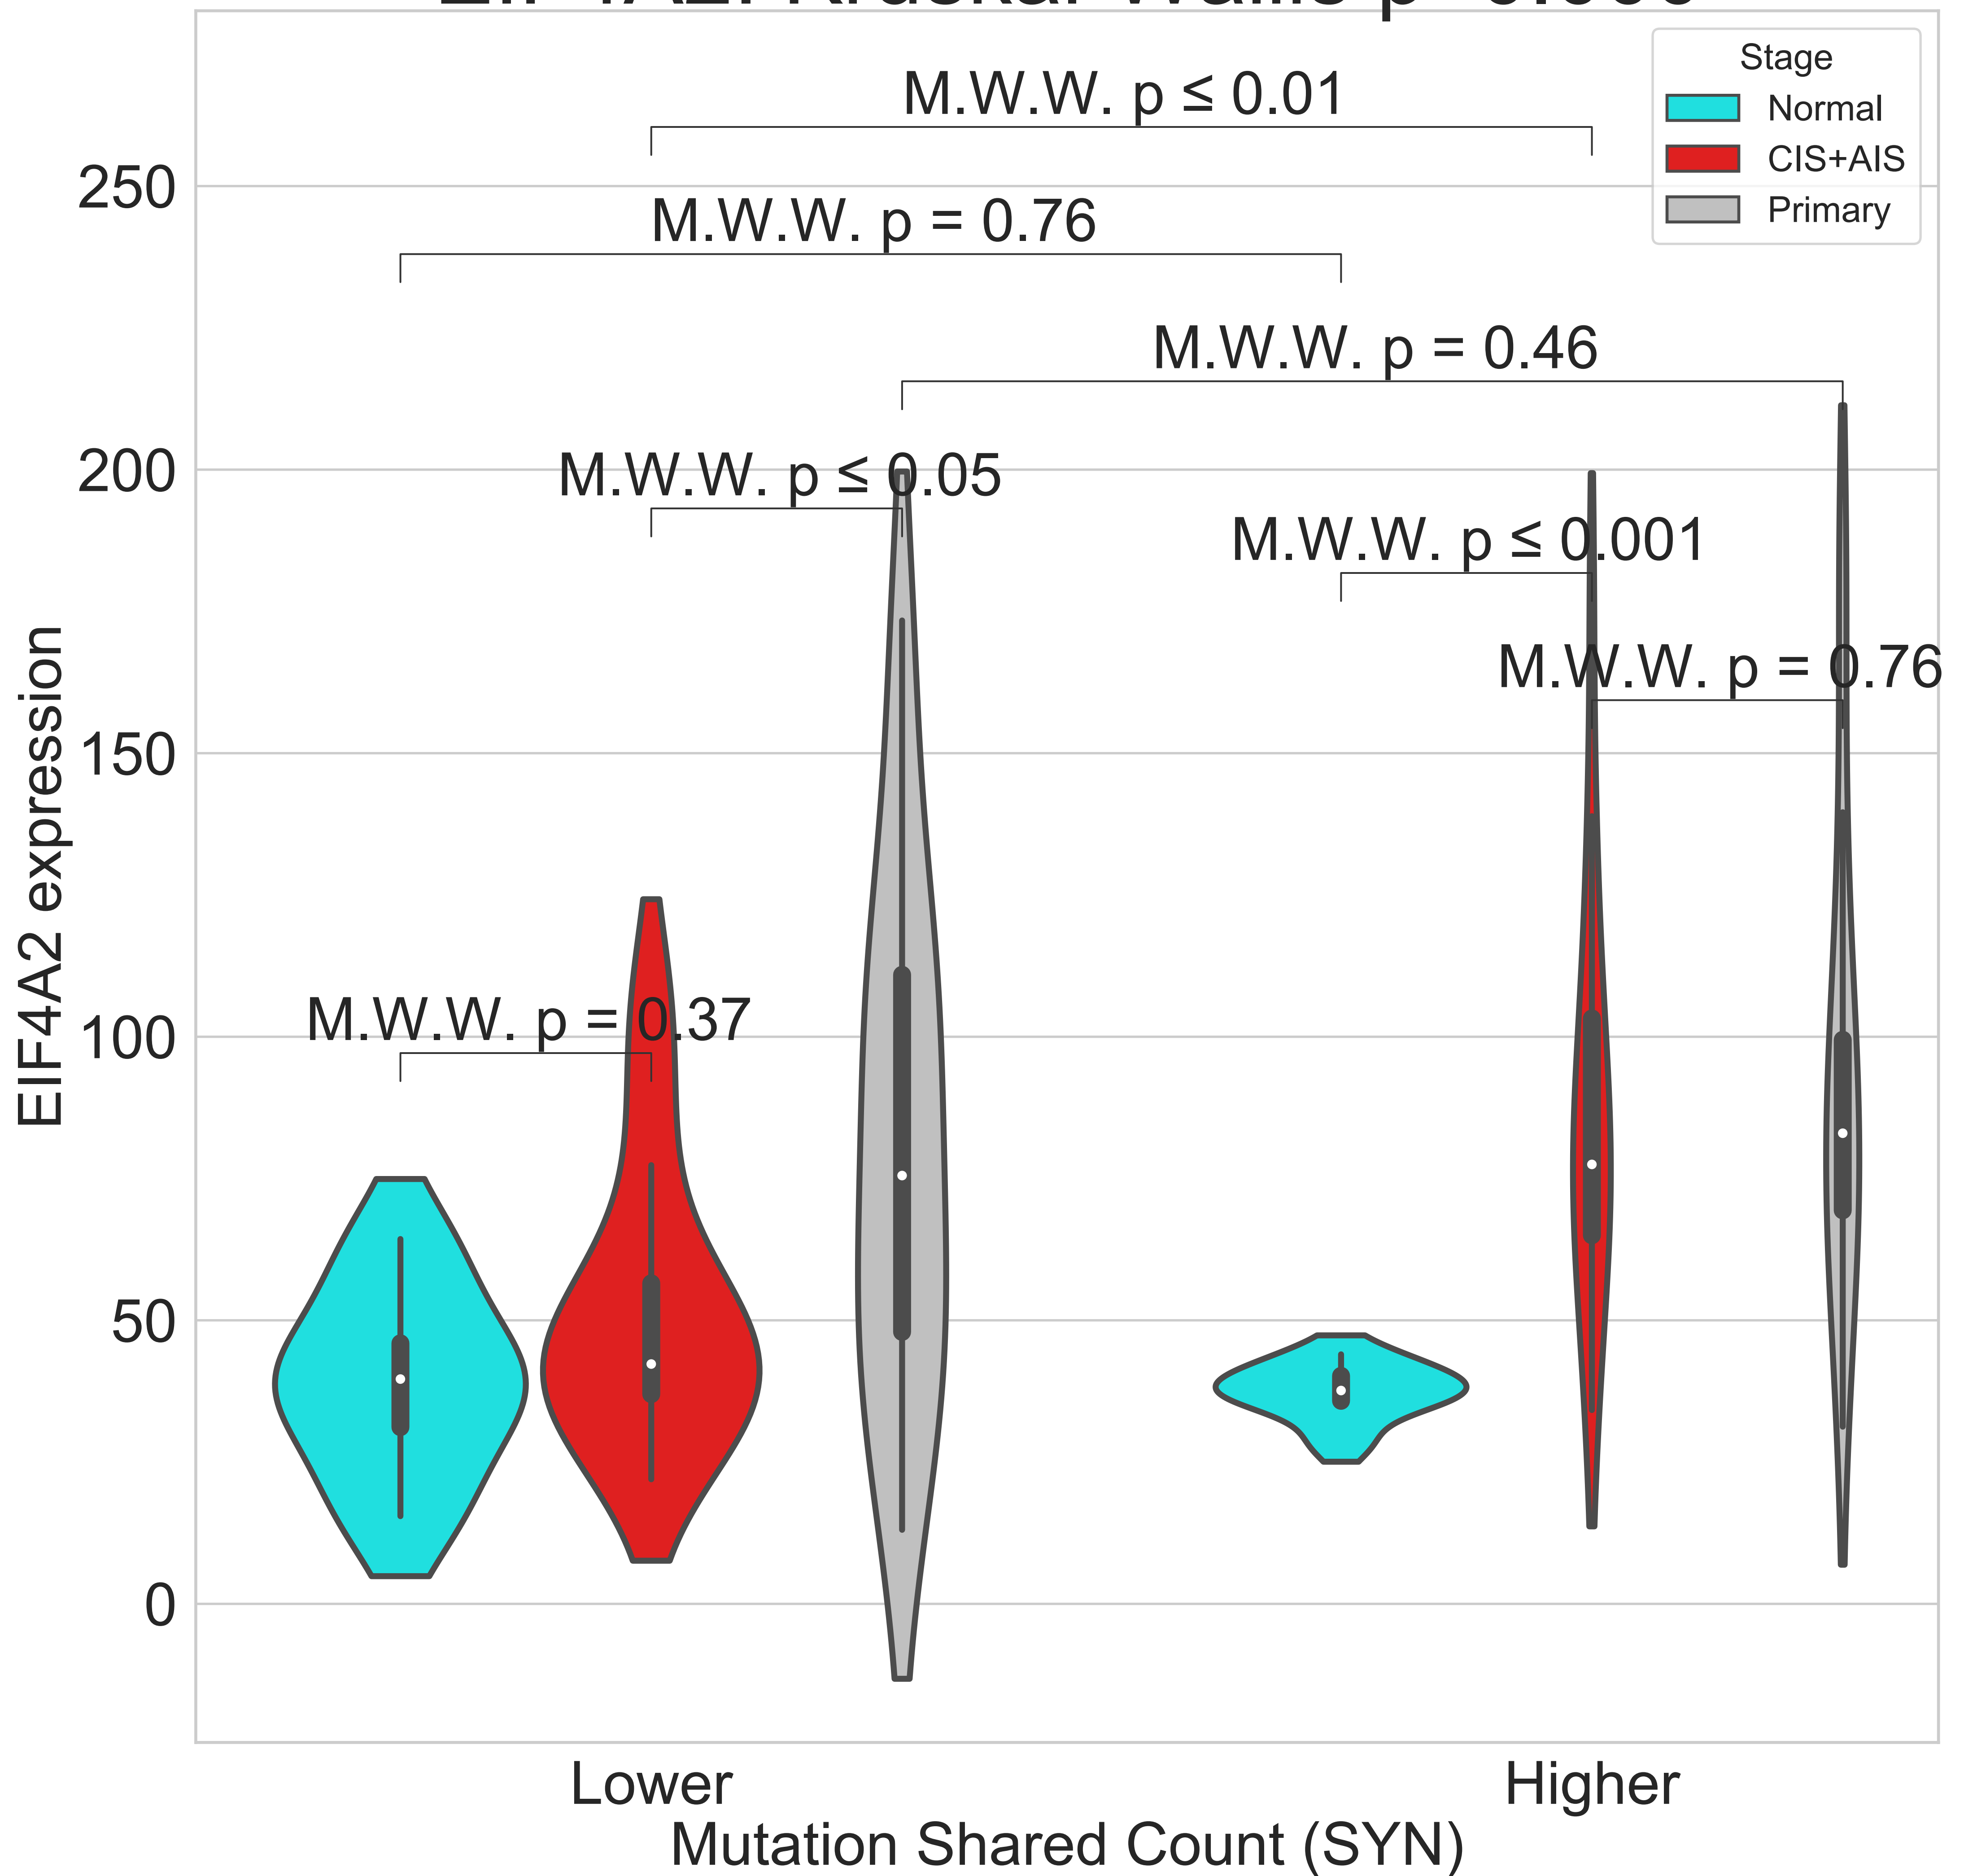 Stage
Normal
CIS+AIS
Primary
M.W.W. p ≤ 0.01
M.W.W. p = 0.76
M.W.W. p = 0.46
M.W.W. p ≤ 0.05
M.W.W. p ≤ 0.001
M.W.W. p = 0.76
M.W.W. p = 0.37
250
200
150
100
50
0
EIF4A2 expression
Lower
Higher
Mutation Shared Count (SYN)